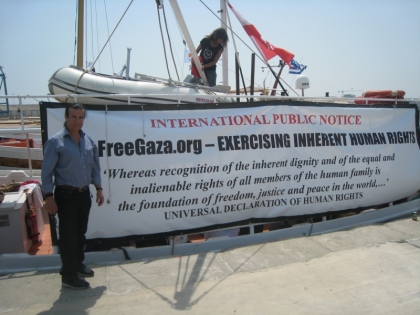 INTERNATIONAL PUBLIC NOTICE
FreeGaza.org – EXERCISING INHERENT HUMAN RIGHTS
'Whereas recognition of the inherent dignity and of the equal and
inalienable rights of all members of the human family is
the foundation of freedom, justice and peace in the world,...'
UNIVERSAL DECLARATION OF HUMAN RIGHTS